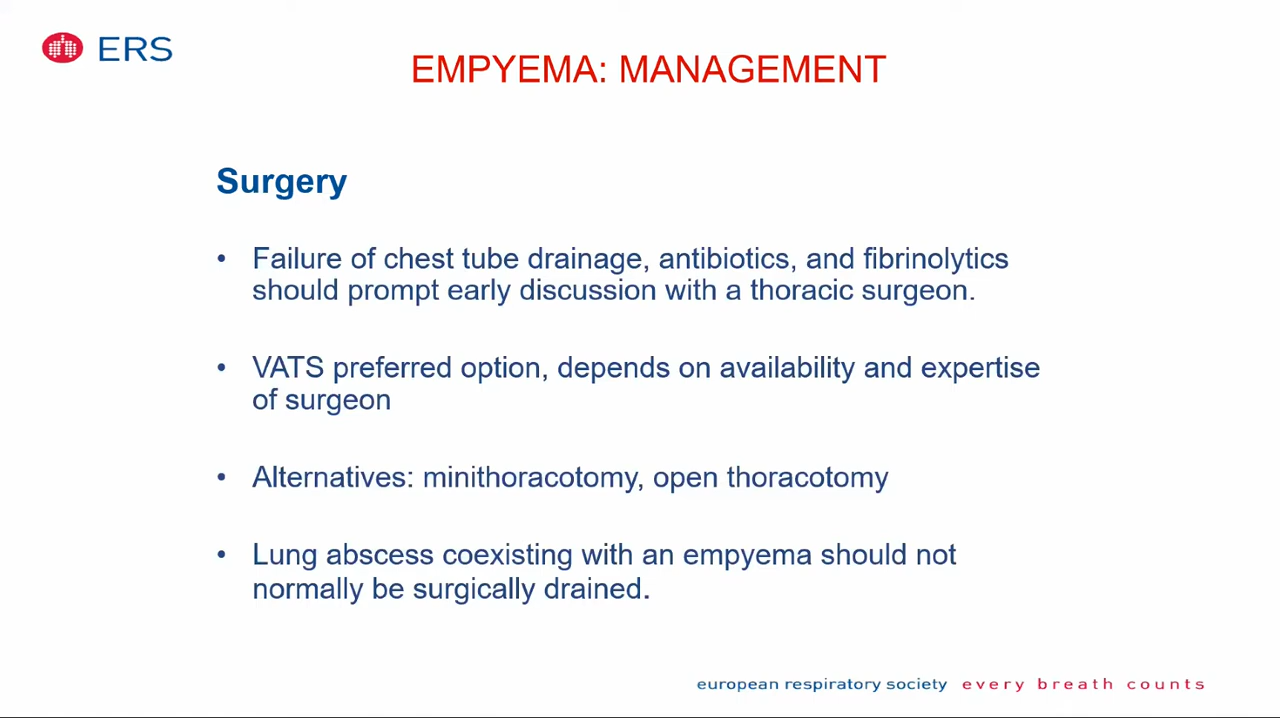 ERS
EMPYEMA: MANAGEMENT
Surgery
• Failure of chest tube drainage, antibiotics, and fibrinolytics
should prompt early discussion with a thoracic surgeon.
• VATS preferred option, depends on availability and expertise
of surgeon
• Alternatives: minithoracotomy, open thoracotomy
• Lung abscess coexisting with an empyema should not
normally be surgically drained.
european respiratory society every breath counts